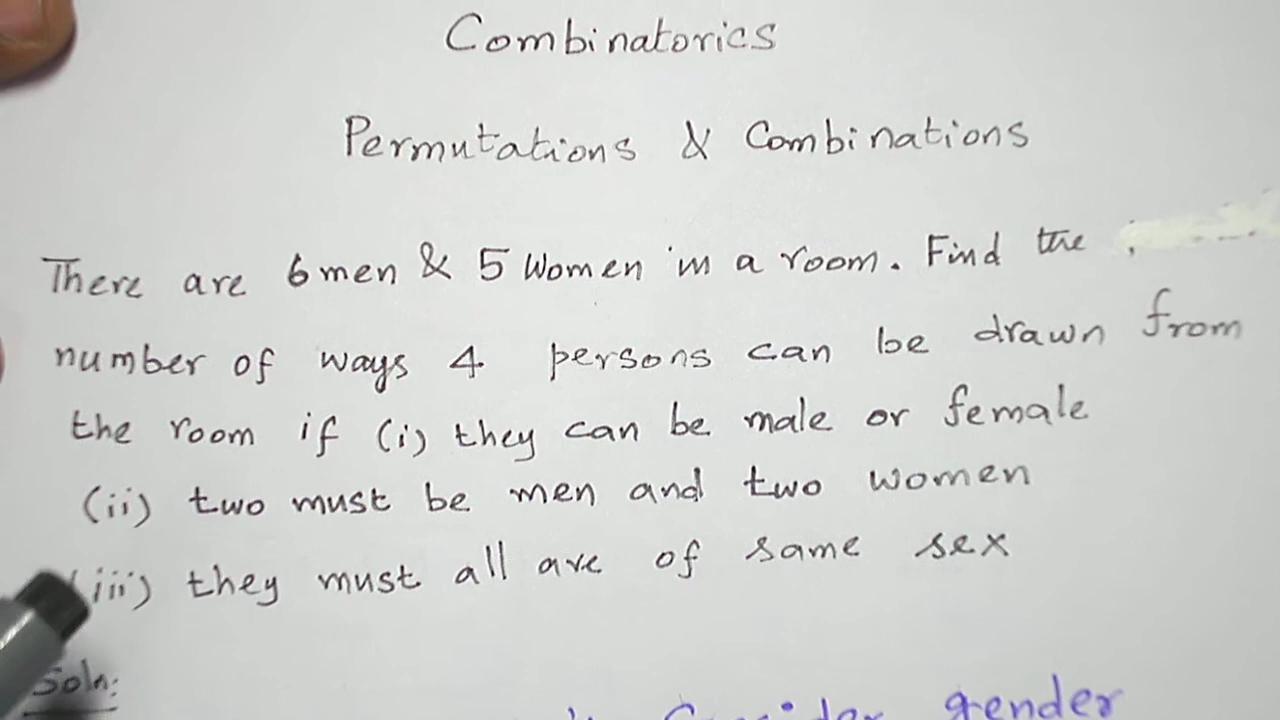 Combinatorics
Permutations & Combinations
There are 6 men & 5 Women in a room. Find the
number of ways 4 persons can be drawn from
the room if (i) they can be male or female
(ii) two must be men and two women
(iii) they must all are of same sex
Soln:
Consider gender